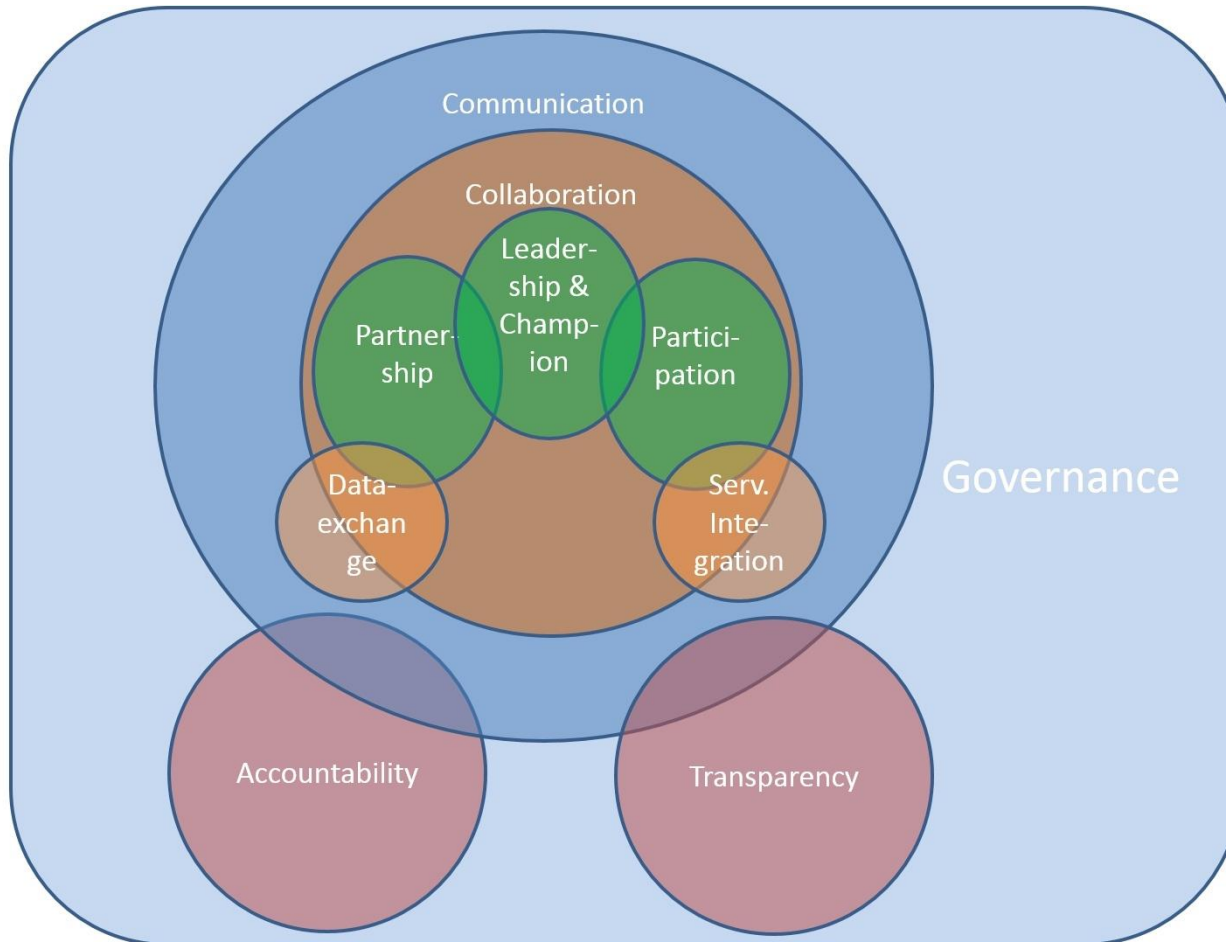 Communication
Collaboration
Leader-
ship &
Champ-
ion
Partner-
ship
Partici-
pation
Data-
exchan
ge
Serv.
Inte-
gration
Governance
Accountability
Transparency